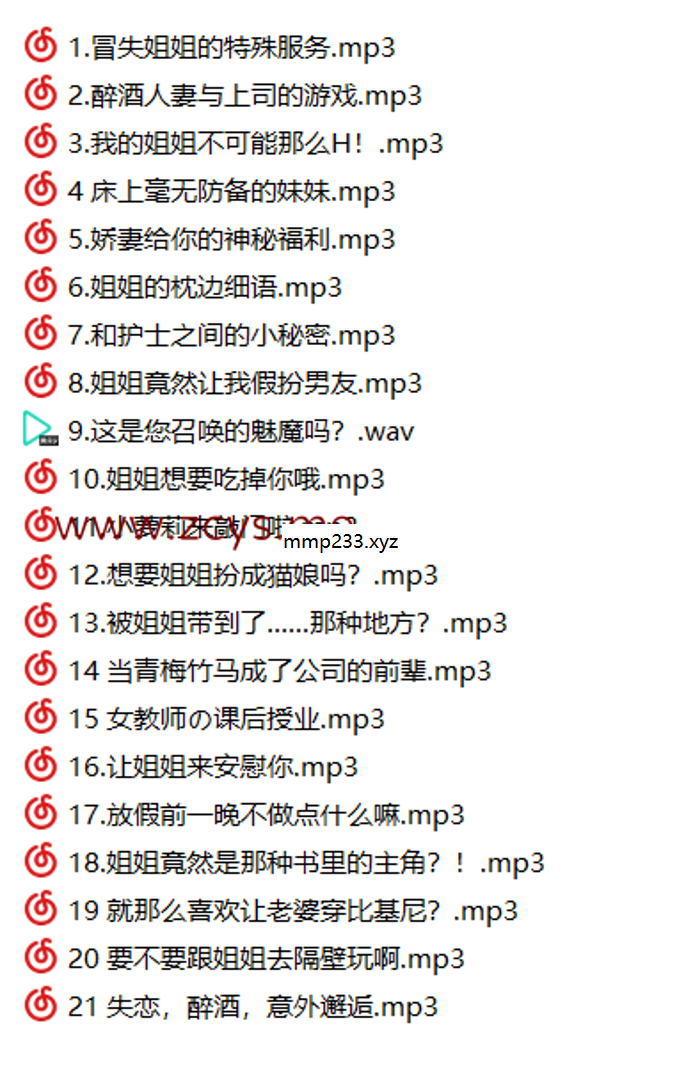 1.冒失姐姐的特殊服务.mp3
2.醉酒人妻与上司的游戏.mp3
3.我的姐姐不可能那么H！.mp3
4 床上毫无防备的妹妹.mp3
5.娇妻给你的神秘福利.mp3
6.姐姐的枕边细语.mp3
7.和护士之间的小秘密.mp3
8.姐姐竟然让我假扮男友.mp3
9.这是您召唤的魅魔吗？.wav
10.姐姐想要吃掉你哦.mp3
mmp233.xyz
12.想要姐姐扮成猫娘吗？.mp3
13.被姐姐带到了......那种地方？.mp3
14 当青梅竹马成了公司的前辈.mp3
15 女教师の课后授业.mp3
16.让姐姐来安慰你.mp3
17.放假前一晚不做点什么嘛.mp3
18.姐姐竟然是那种书里的主角？！.mp3
19 就那么喜欢让老婆穿比基尼？.mp3
20 要不要跟姐姐去隔壁玩啊.mp3
21 失恋，醉酒，意外邂逅.mp3